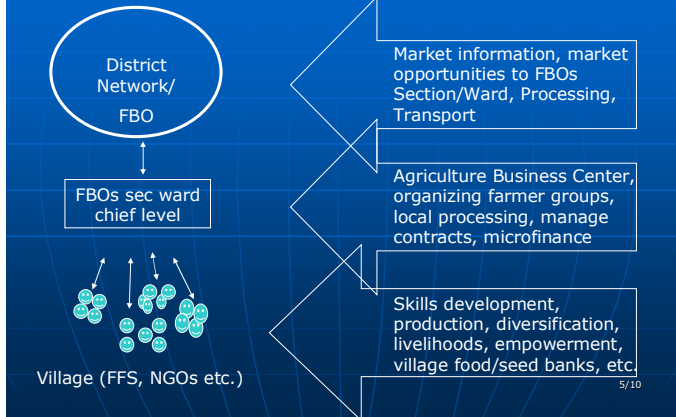 District
Network/
FBO
Market information, market
opportunities to FBOs
Section/Ward, Processing,
Transport
FBOs sec ward
chief level
Agriculture Business Center,
organizing farmer groups,
local processing, manage
contracts, microfinance
Skills development,
production, diversification,
livelihoods, empowerment,
village food/seed banks, etc.
Village (FFS, NGOs etc.)
5/10